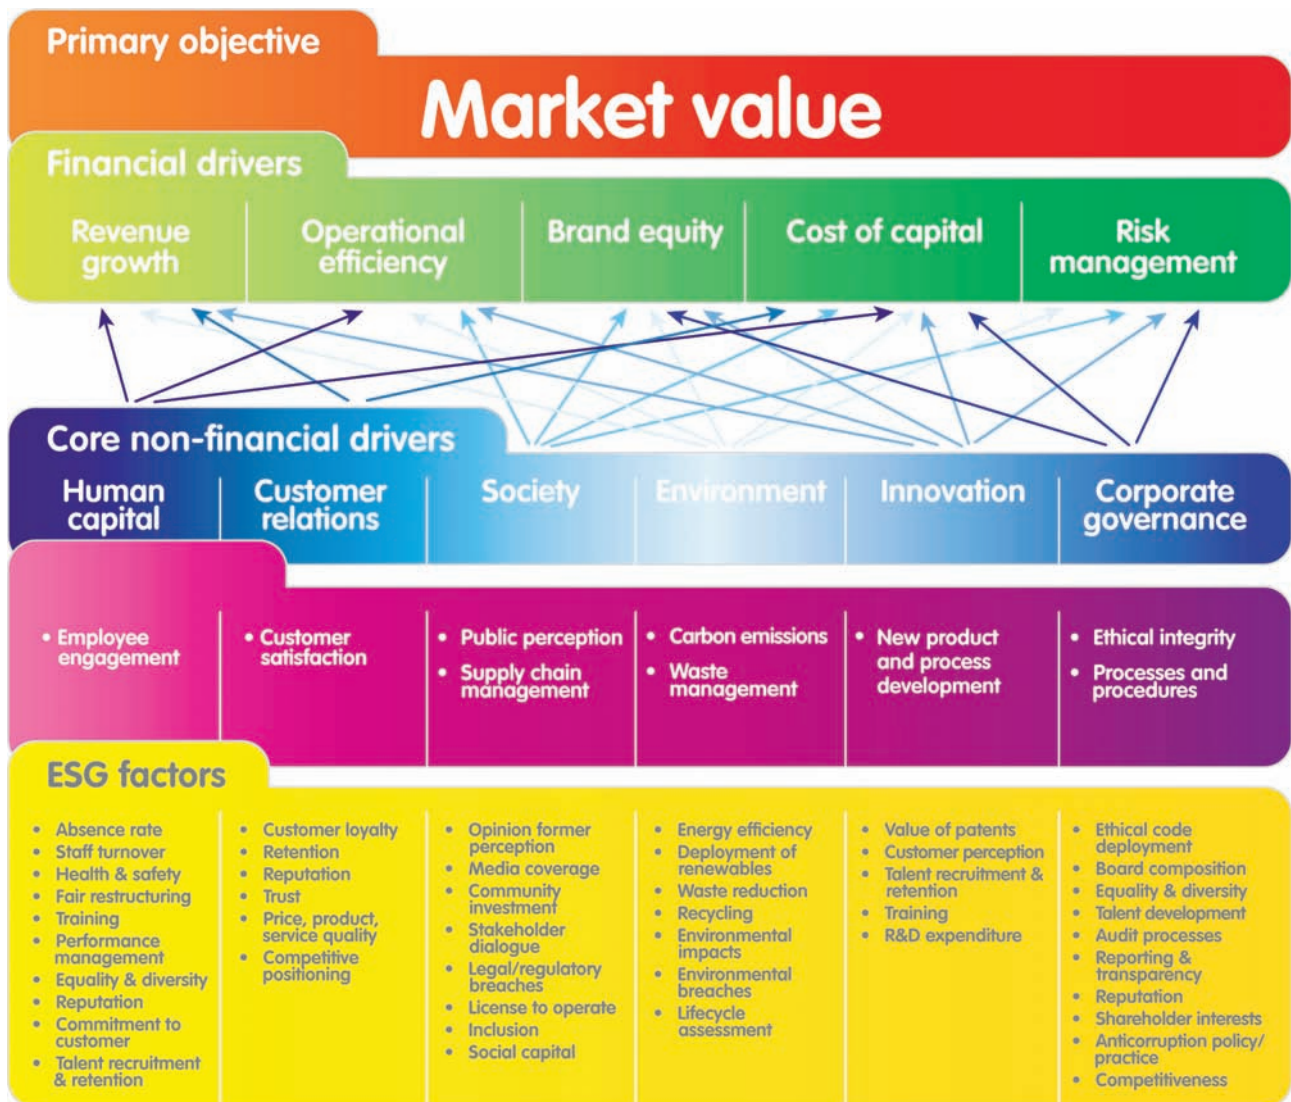 Primary objective
Market value
Financial drivers
Revenue
growth
Operational
efficiency
Brand equity
Cost of capital
Risk
management
Core non-financial drivers
Human
capital
Customer
relations
Society
Environment
Innovation
Corporate
governance
• Employee
engagement
• Customer
satisfaction
• Public perception
• Supply chain
management
• Carbon emissions
• Waste
management
• New product
and process
development
• Ethical integrity
• Processes and
procedures
ESG factors
• Absence rate
• Staff turnover
• Health & safety
• Fair restructuring
• Training
• Performance
management
• Equality & diversity
• Reputation
• Commitment to
customer
• Talent recruitment
& retention
• Customer loyalty
• Retention
• Reputation
• Trust
• Price, product,
service quality
• Competitive
positioning
• Opinion former
perception
• Media coverage
• Community
investment
• Stakeholder
dialogue
• Legal/regulatory
breaches
• License to operate
• Inclusion
• Social capital
• Energy efficiency
• Deployment of
renewables
• Waste reduction
• Recycling
• Environmental
impacts
• Environmental
breaches
• Lifecycle
assessment
• Value of patents
• Customer perception
• Talent recruitment &
retention
• Training
• R&D expenditure
• Ethical code
deployment
• Board composition
• Equality & diversity
• Talent development
• Audit processes
• Reporting &
transparency
• Reputation
• Shareholder interests
• Anticorruption policy/
practice
• Competitiveness